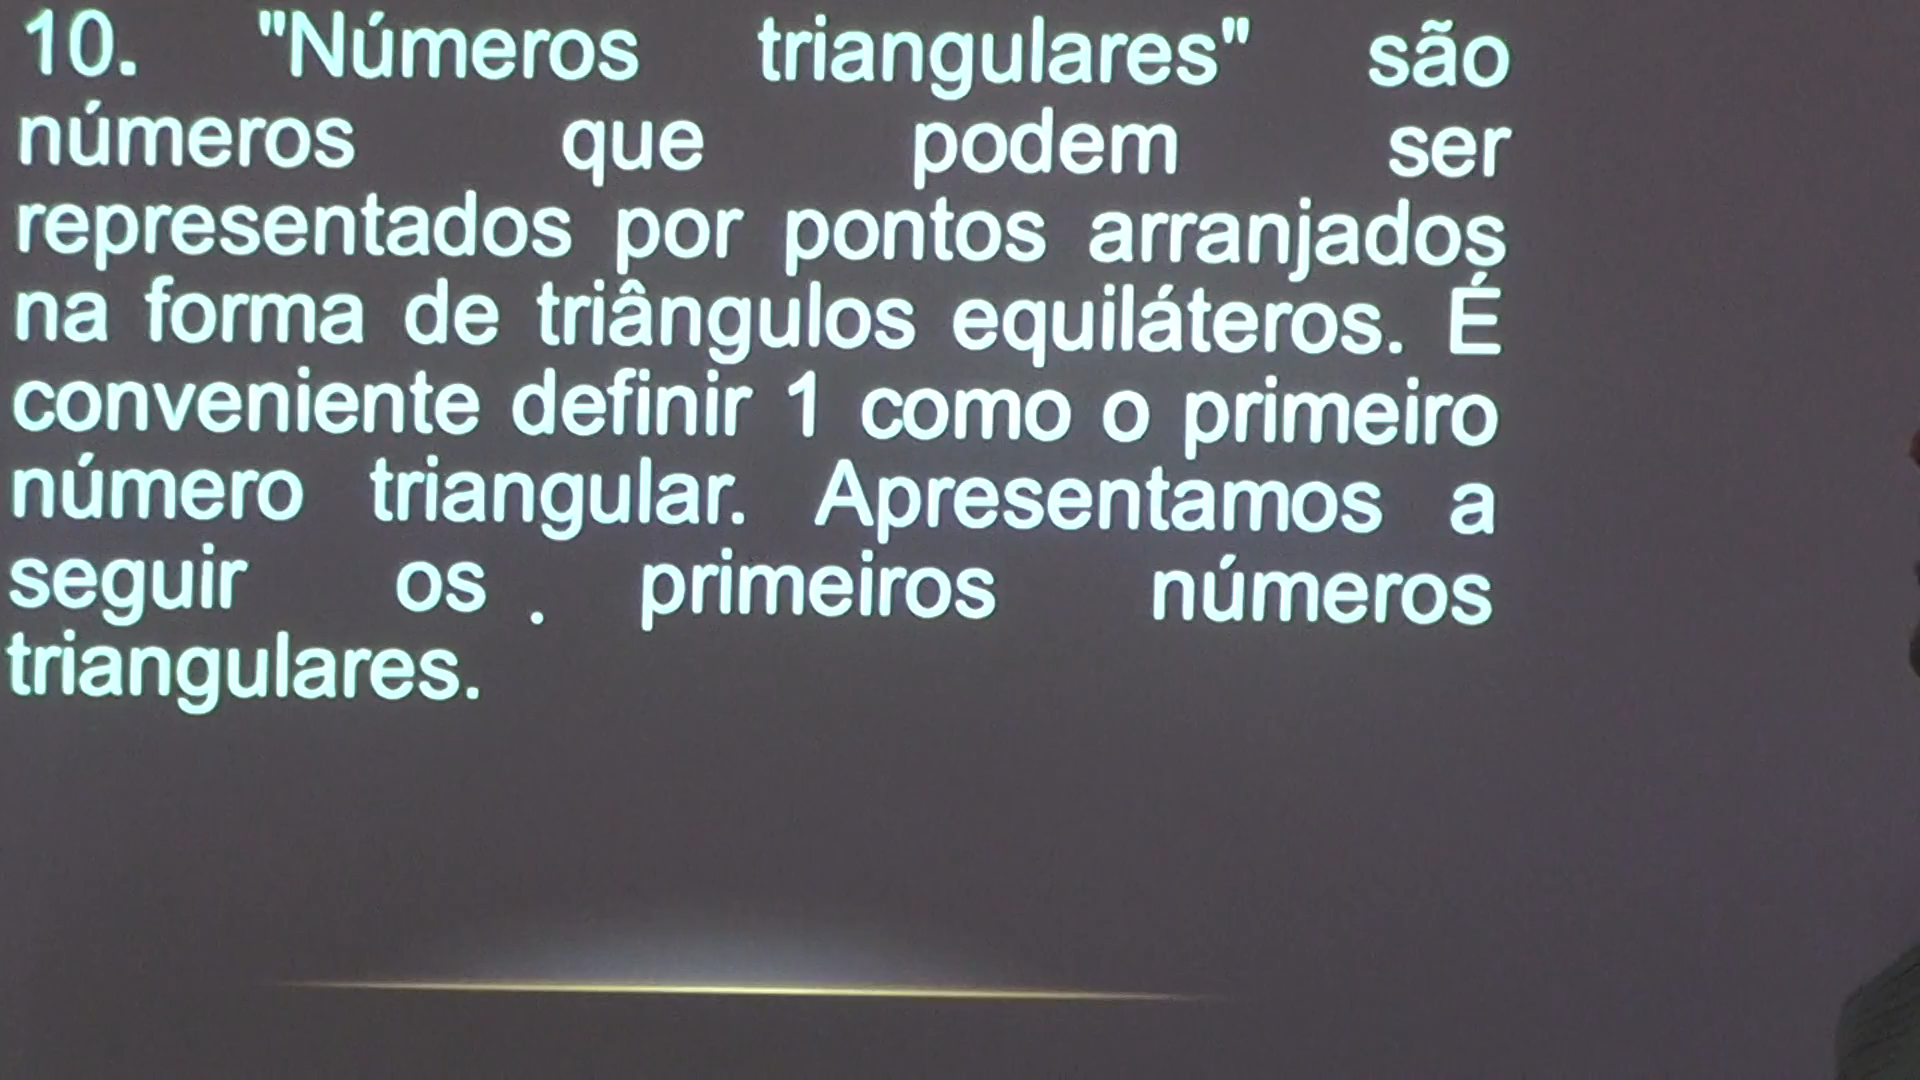 10. "Números triangulares" são
números que podem ser
representados por pontos arranjados
na forma de triângulos equiláteros. É
conveniente definir 1 como o primeiro
número triangular. Apresentamos a
seguir os . primeiros números
triangulares.